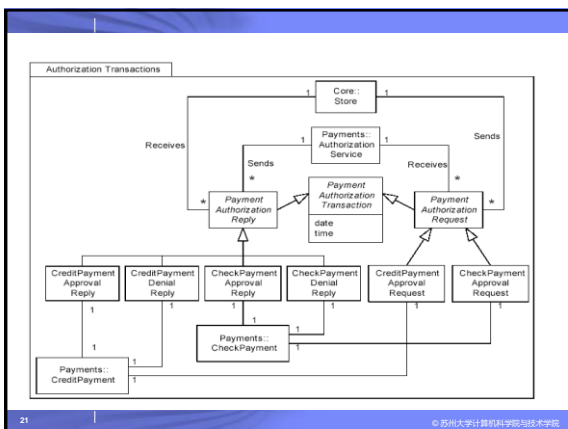 Authorization Transactions
1
Core::
Store
1
Receives
Sends
1
Payments::
Authorization
Service
1
Sends
Receives
*
*
*
Payment
Authorization
Reply
Payment
Authorization
Transaction
date
time
Payment
Authorization
Request
*
CreditPayment
Approval
Reply
CreditPayment
Denial
Reply
CheckPayment
Approval
Reply
CheckPayment
Denial
Reply
CreditPayment
Approval
Request
CheckPayment
Approval
Request
1
1
1
1
1
1
1
1
Payments::
CheckPayment
1
1
1
Payments::
CreditPayment
1
21
© 苏州大学计算机科学院与技术学院